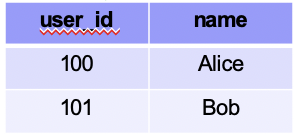 user_id name
100 Alice
101 Bob